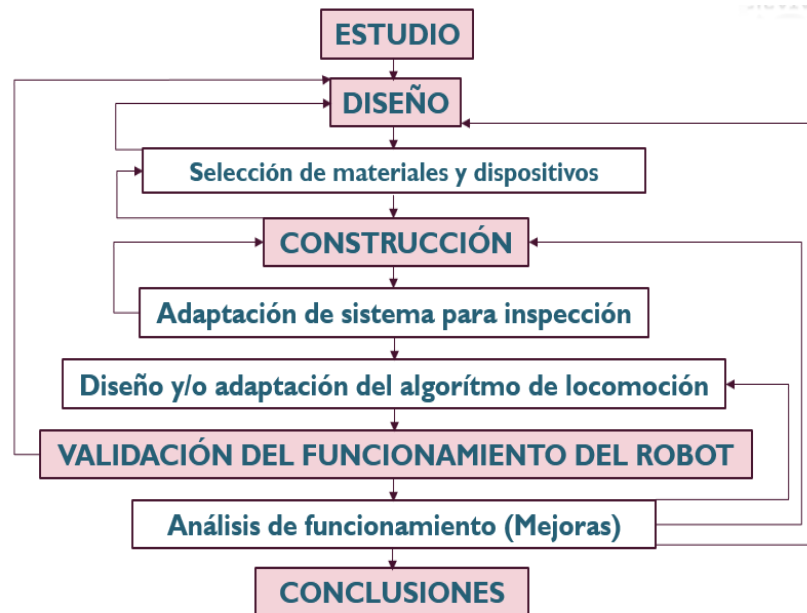 ESTUDIO
DISEÑO
Selección de materiales y dispositivos
CONSTRUCCIÓN
Adaptación de sistema para inspección
Diseño y/o adaptación del algorítmo de locomoción
VALIDACIÓN DEL FUNCIONAMIENTO DEL ROBOT
Análisis de funcionamiento (Mejoras)
CONCLUSIONES